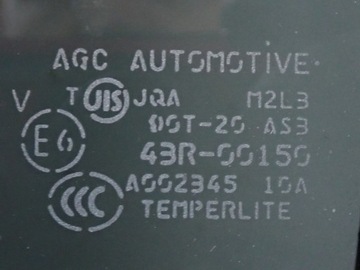 AGC AUTOMOTIVE
V T JIS JQA M2L3
E6 DOT-20 AS3
43R-00150
CCC A002345 10A
TEMPERLITE